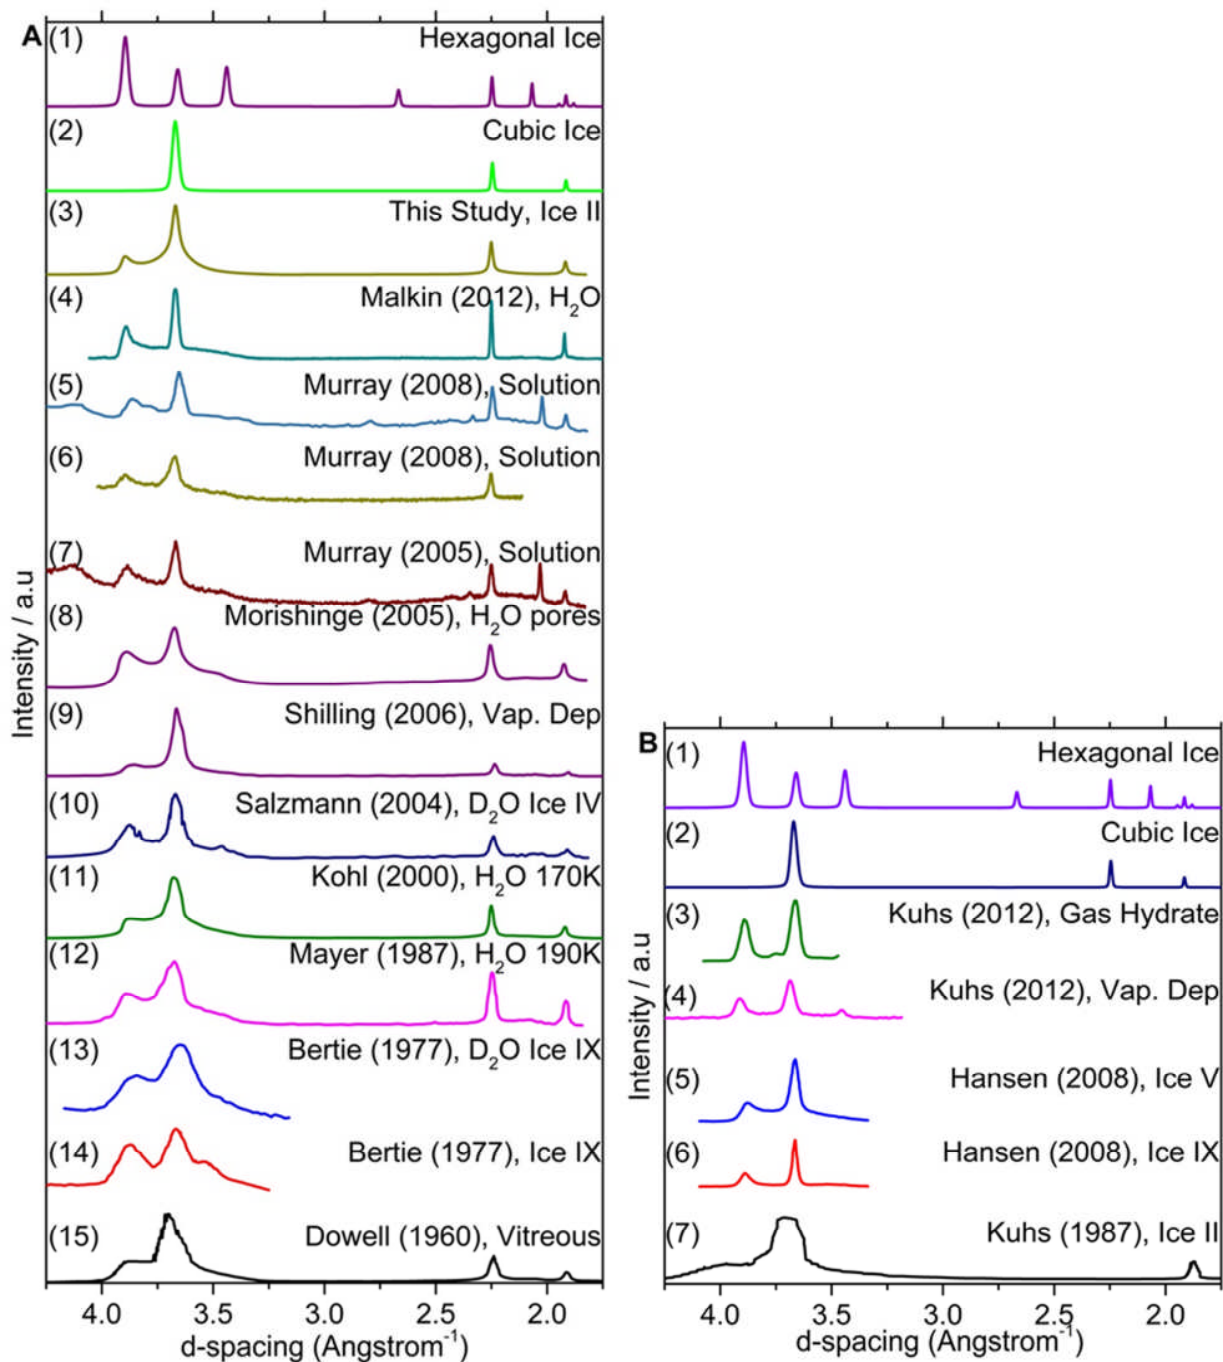 A
(1) Hexagonal Ice
(2) Cubic Ice
(3) This Study, Ice II
(4) Malkin (2012), H2O
(5) Murray (2008), Solution
(6) Murray (2008), Solution
(7) Murray (2005), Solution
(8) Morishinge (2005), H2O pores
(9) Shilling (2006), Vap. Dep
(10) Salzmann (2004), D2O Ice IV
(11) Kohl (2000), H2O 170K
(12) Mayer (1987), H2O 190K
(13) Bertie (1977), D2O Ice IX
(14) Bertie (1977), Ice IX
(15) Dowell (1960), Vitreous
Intensity / a.u
4.0 3.5 3.0 2.5 2.0
d-spacing (Angstrom-1)
B
(1) Hexagonal Ice
(2) Cubic Ice
(3) Kuhs (2012), Gas Hydrate
(4) Kuhs (2012), Vap. Dep
(5) Hansen (2008), Ice V
(6) Hansen (2008), Ice IX
(7) Kuhs (1987), Ice II
Intensity / a.u
4.0 3.5 3.0 2.5 2.0
d-spacing (Angstrom-1)